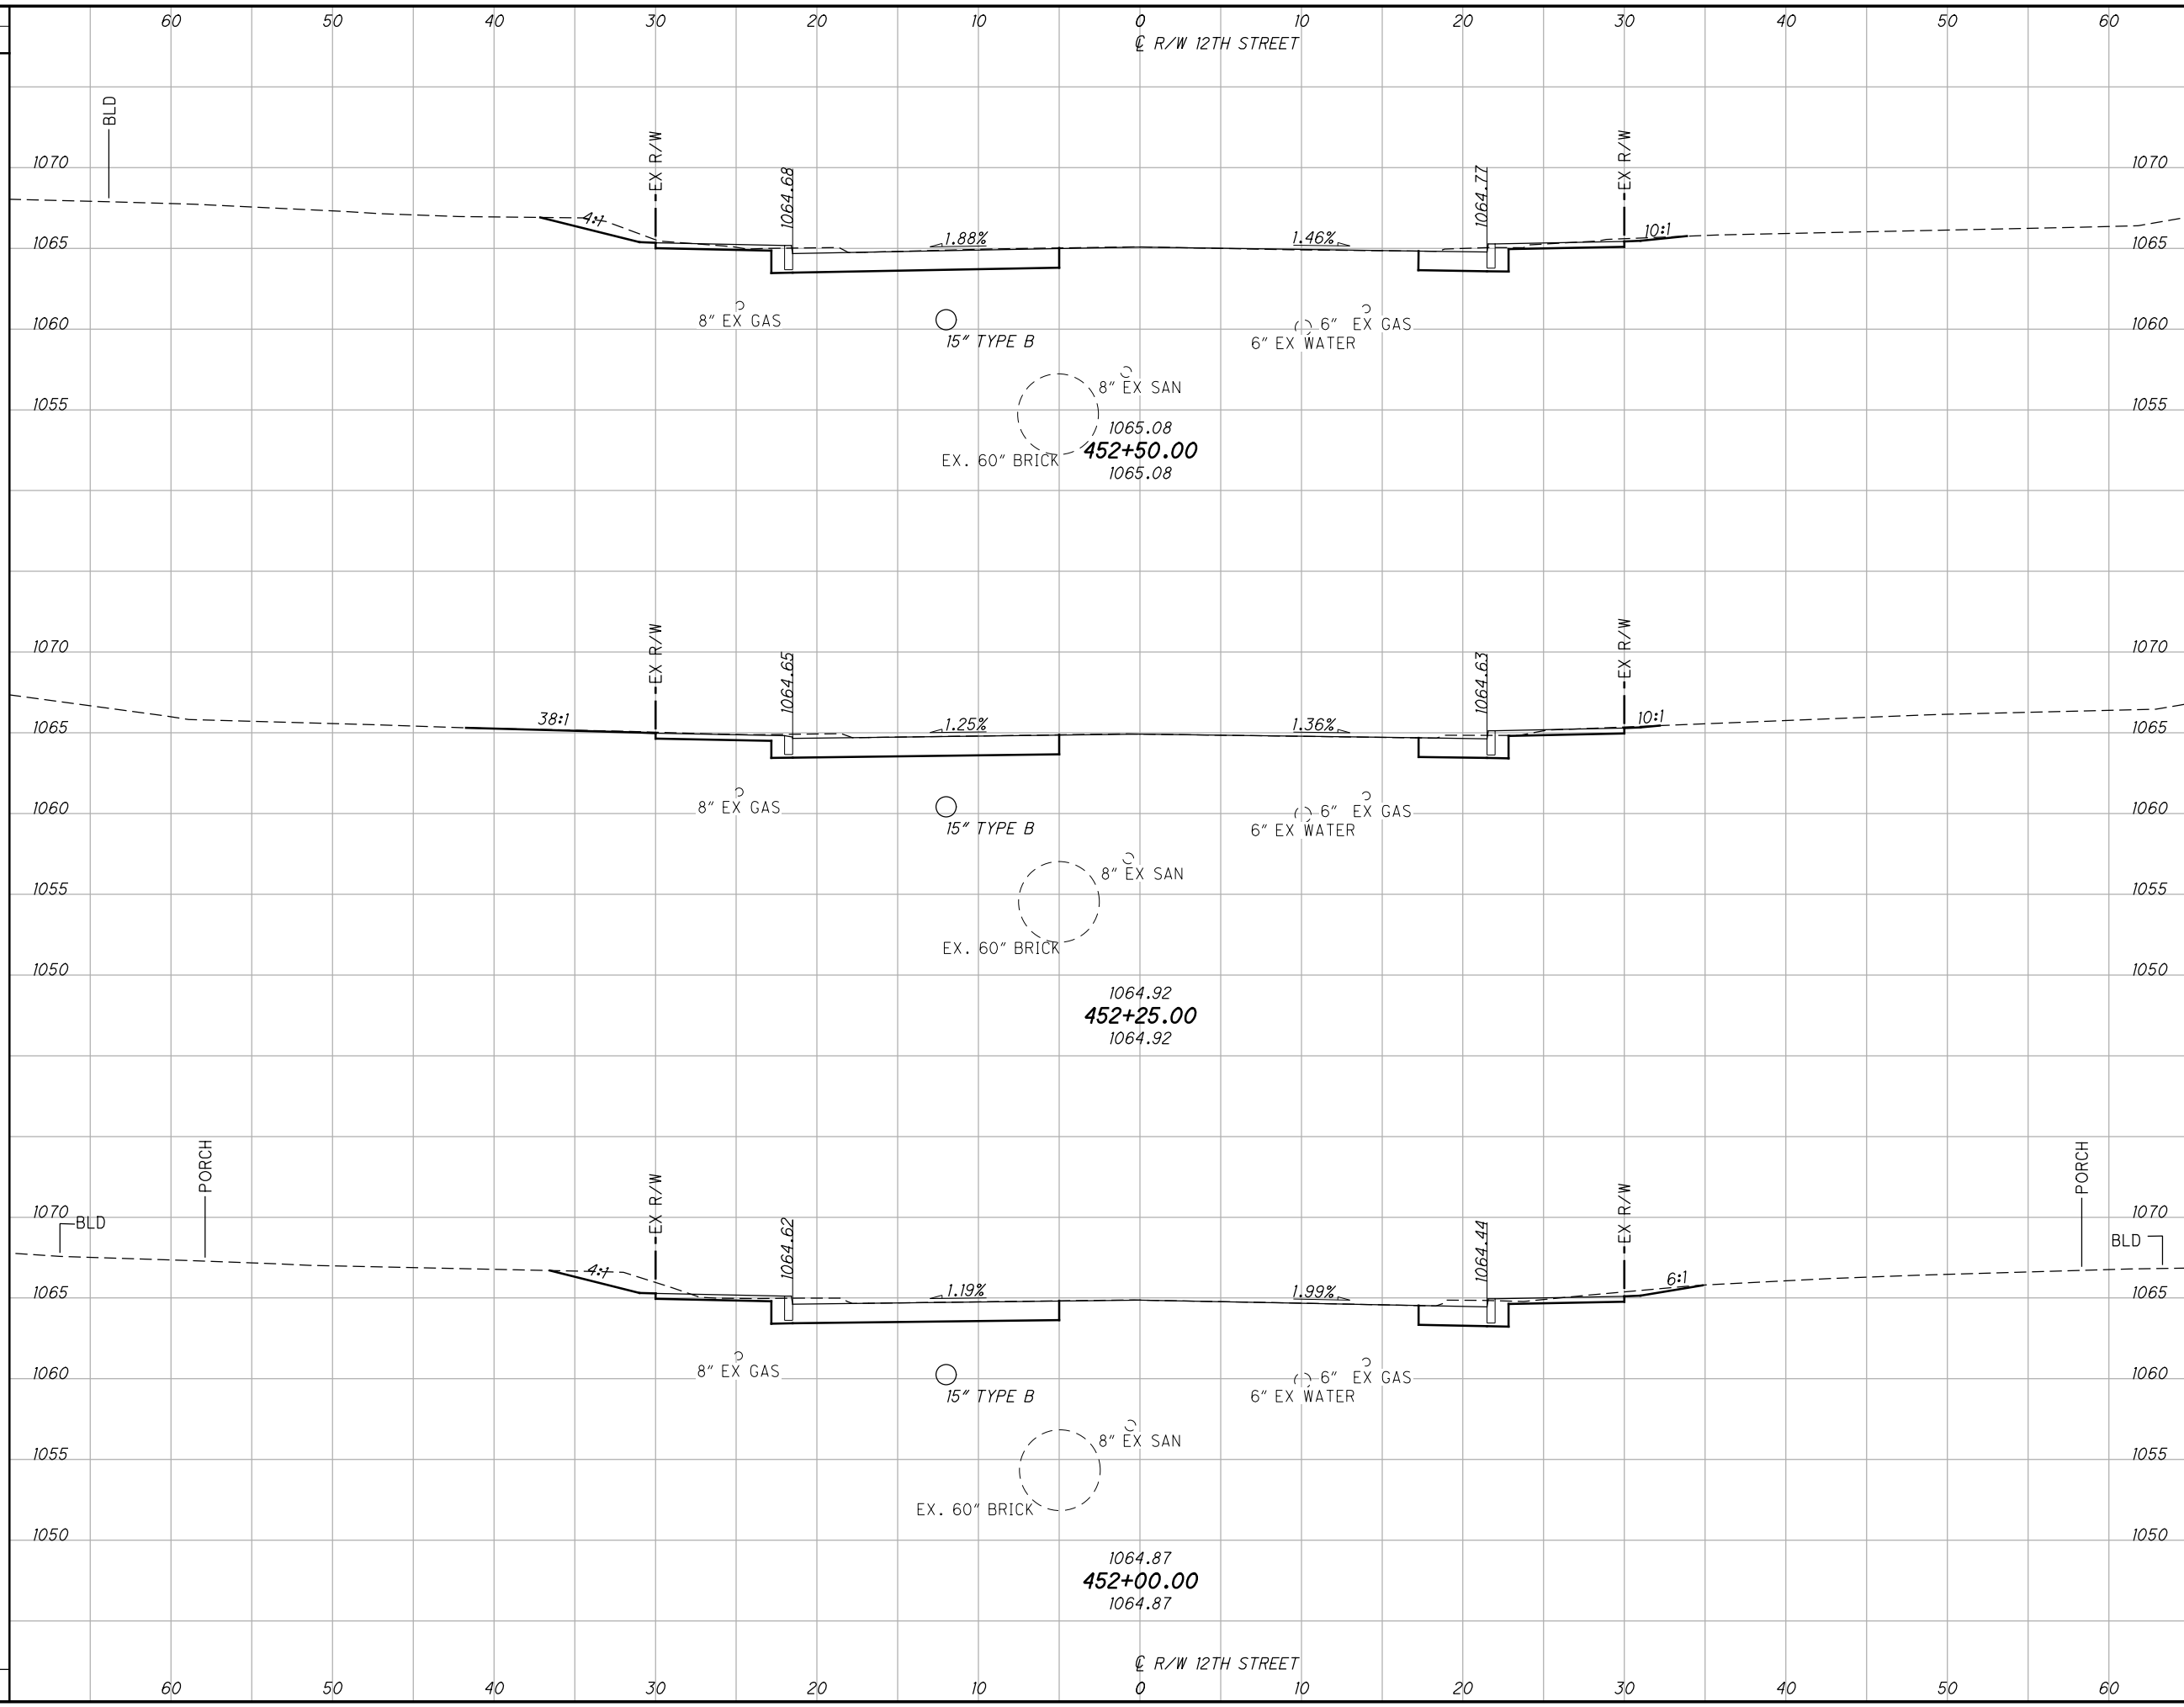 60 50 40 30 20 10 0 10 20 30 40 50 60
℄ R/W 12TH STREET
BLD
EX R/W
1064.68
1064.77
EX R/W
1070 1070
4:1
1.88%
1.46%
10:1
1065 1065
8" EX GAS
15" TYPE B
6" EX GAS
6" EX WATER
1060 1060
8" EX SAN
1055 1055
1065.08
EX. 60" BRICK
452+50.00
1065.08
EX R/W
1064.65
1064.63
EX R/W
1070 1070
38:1
1.25%
1.36%
10:1
1065 1065
8" EX GAS
15" TYPE B
6" EX GAS
6" EX WATER
1060 1060
8" EX SAN
1055 1055
EX. 60" BRICK
1050 1050
1064.92
452+25.00
1064.92
PORCH
BLD
EX R/W
1064.62
1064.44
EX R/W
PORCH
BLD
1070 1070
4:1
1.19%
1.99%
6:1
1065 1065
8" EX GAS
15" TYPE B
6" EX GAS
6" EX WATER
1060 1060
8" EX SAN
1055 1055
EX. 60" BRICK
1050 1050
1064.87
452+00.00
1064.87
℄ R/W 12TH STREET
60 50 40 30 20 10 0 10 20 30 40 50 60